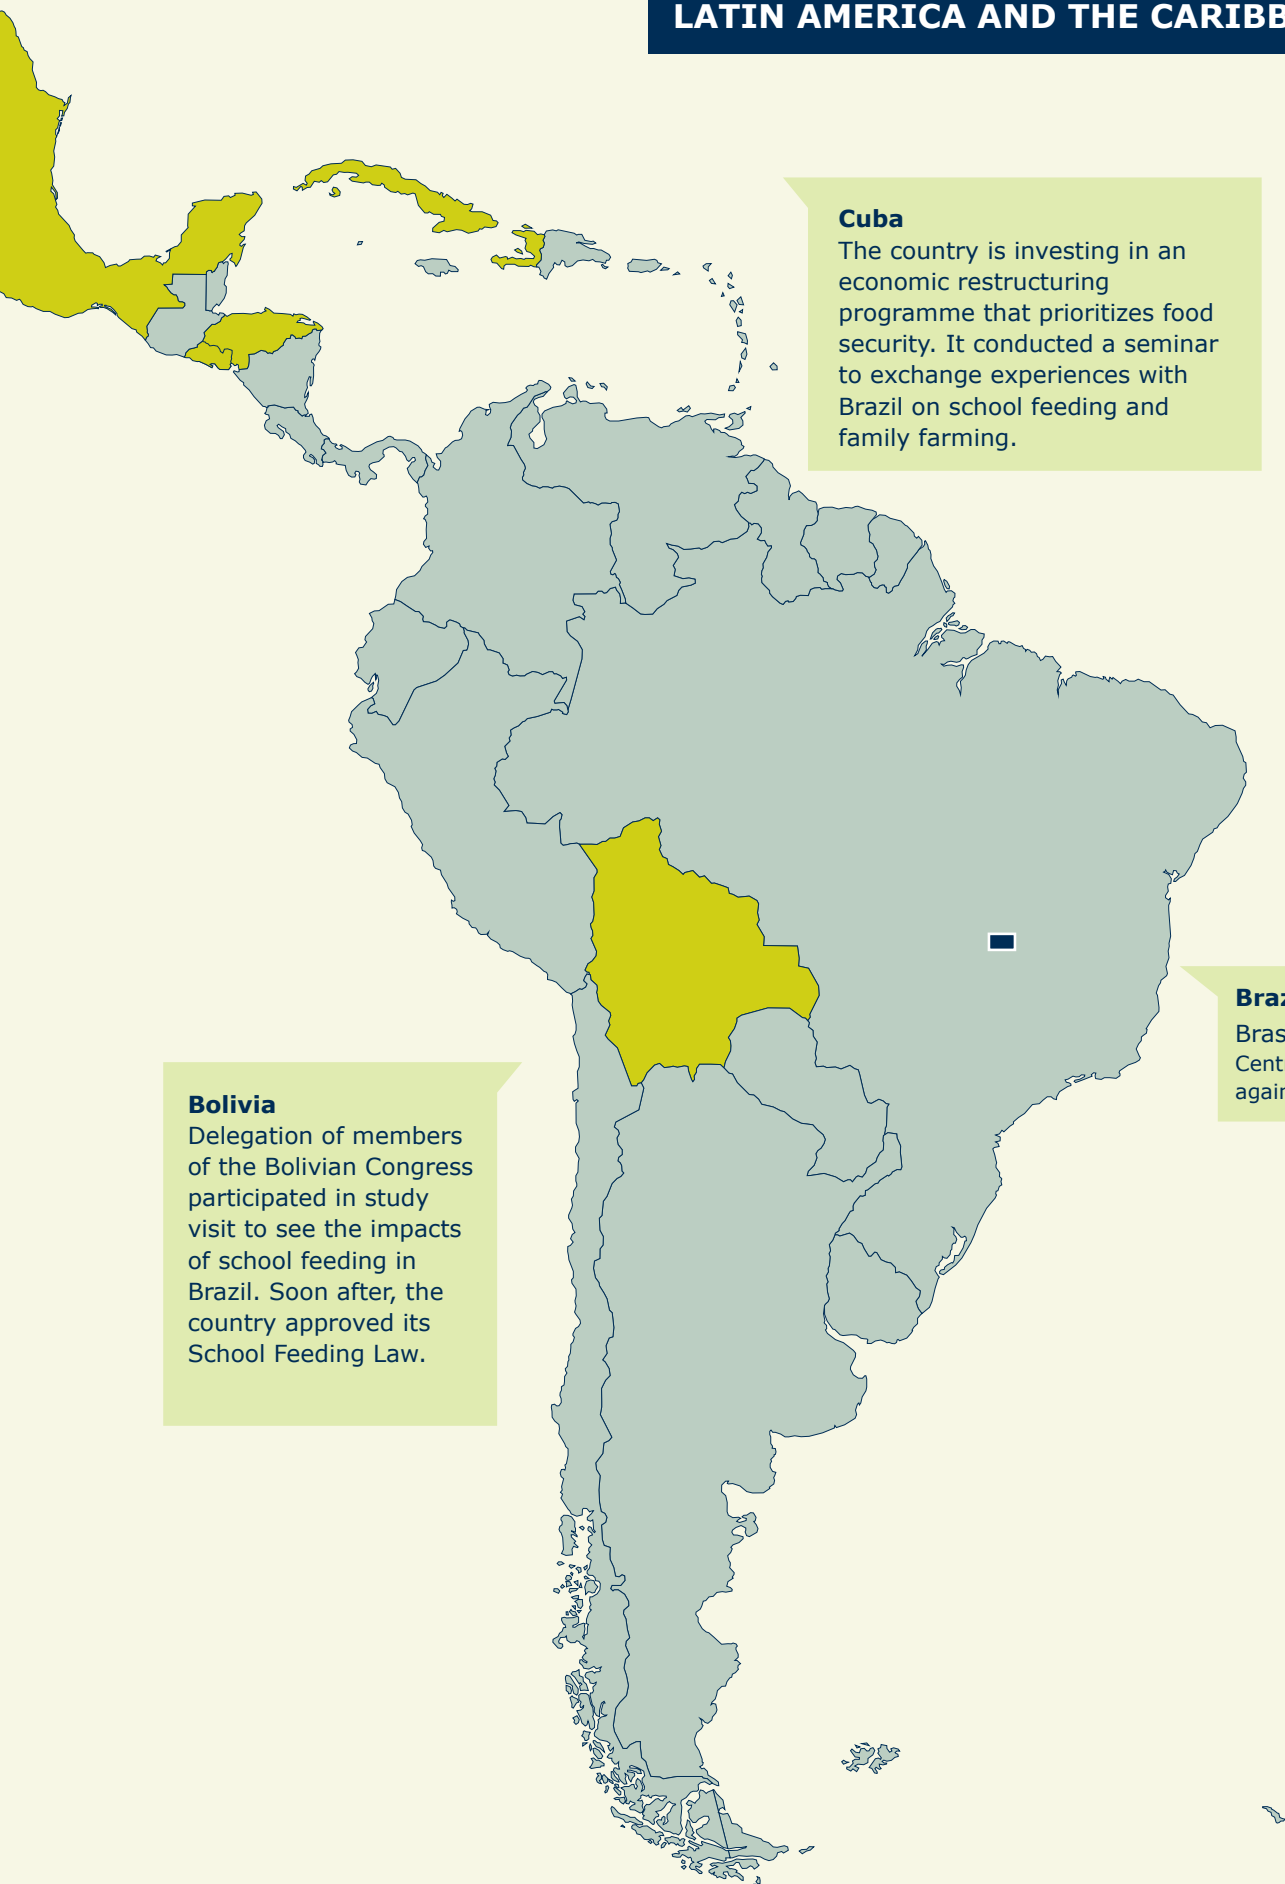 LATIN AMERICA AND THE CARIBB
Cuba
The country is investing in an
economic restructuring
programme that prioritizes food
security. It conducted a seminar
to exchange experiences with
Brazil on school feeding and
family farming.
Braz
Bras
Cent
again
Bolivia
Delegation of members
of the Bolivian Congress
participated in study
visit to see the impacts
of school feeding in
Brazil. Soon after, the
country approved its
School Feeding Law.